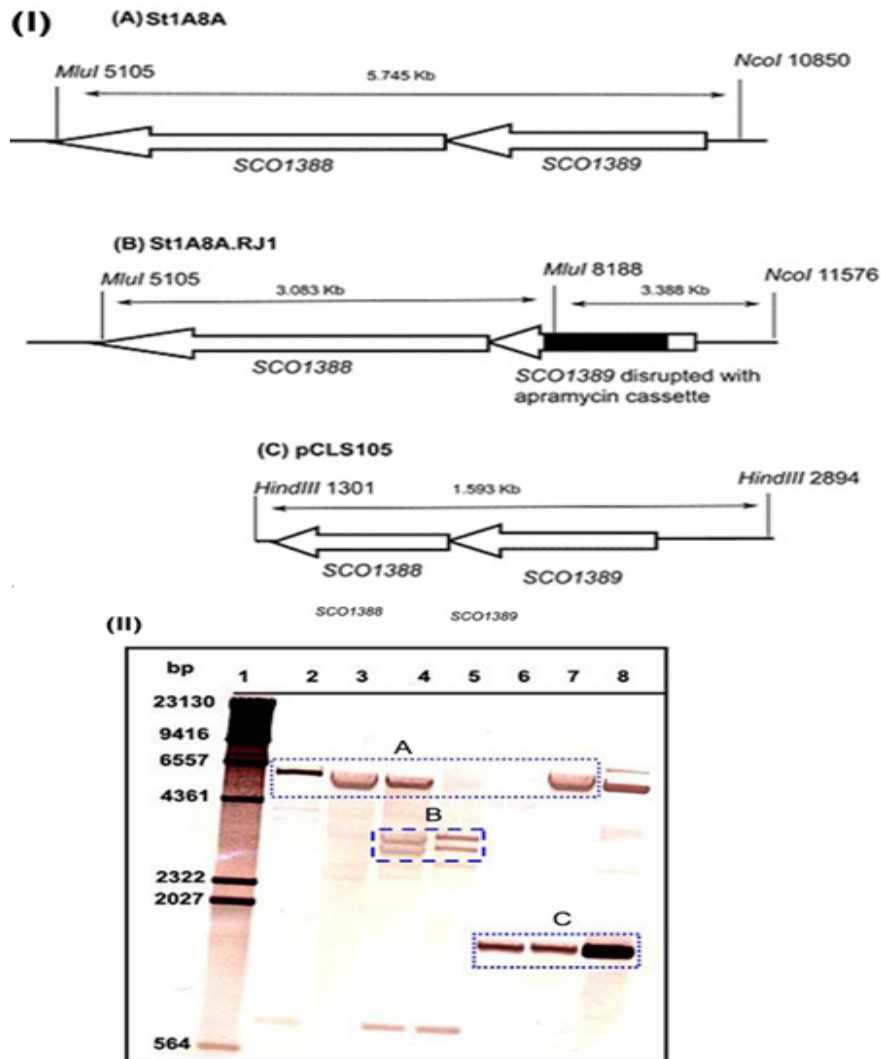 (I)
(A) St1A8A
MluI 5105
5.745 Kb
NcoI 10850
SCO1388
SCO1389
(B) St1A8A.RJ1
MluI 5105
3.083 Kb
MluI 8188
3.388 Kb
NcoI 11576
SCO1388
SCO1389 disrupted with
apramycin cassette
(C) pCLS105
HindIII 1301
1.593 Kb
HindIII 2894
SCO1388
SCO1389
SCO1388
SCO1389
(II)
bp 1 2 3 4 5 6 7 8
23130
9416
A
6557
4361
B
2322
2027
C
564